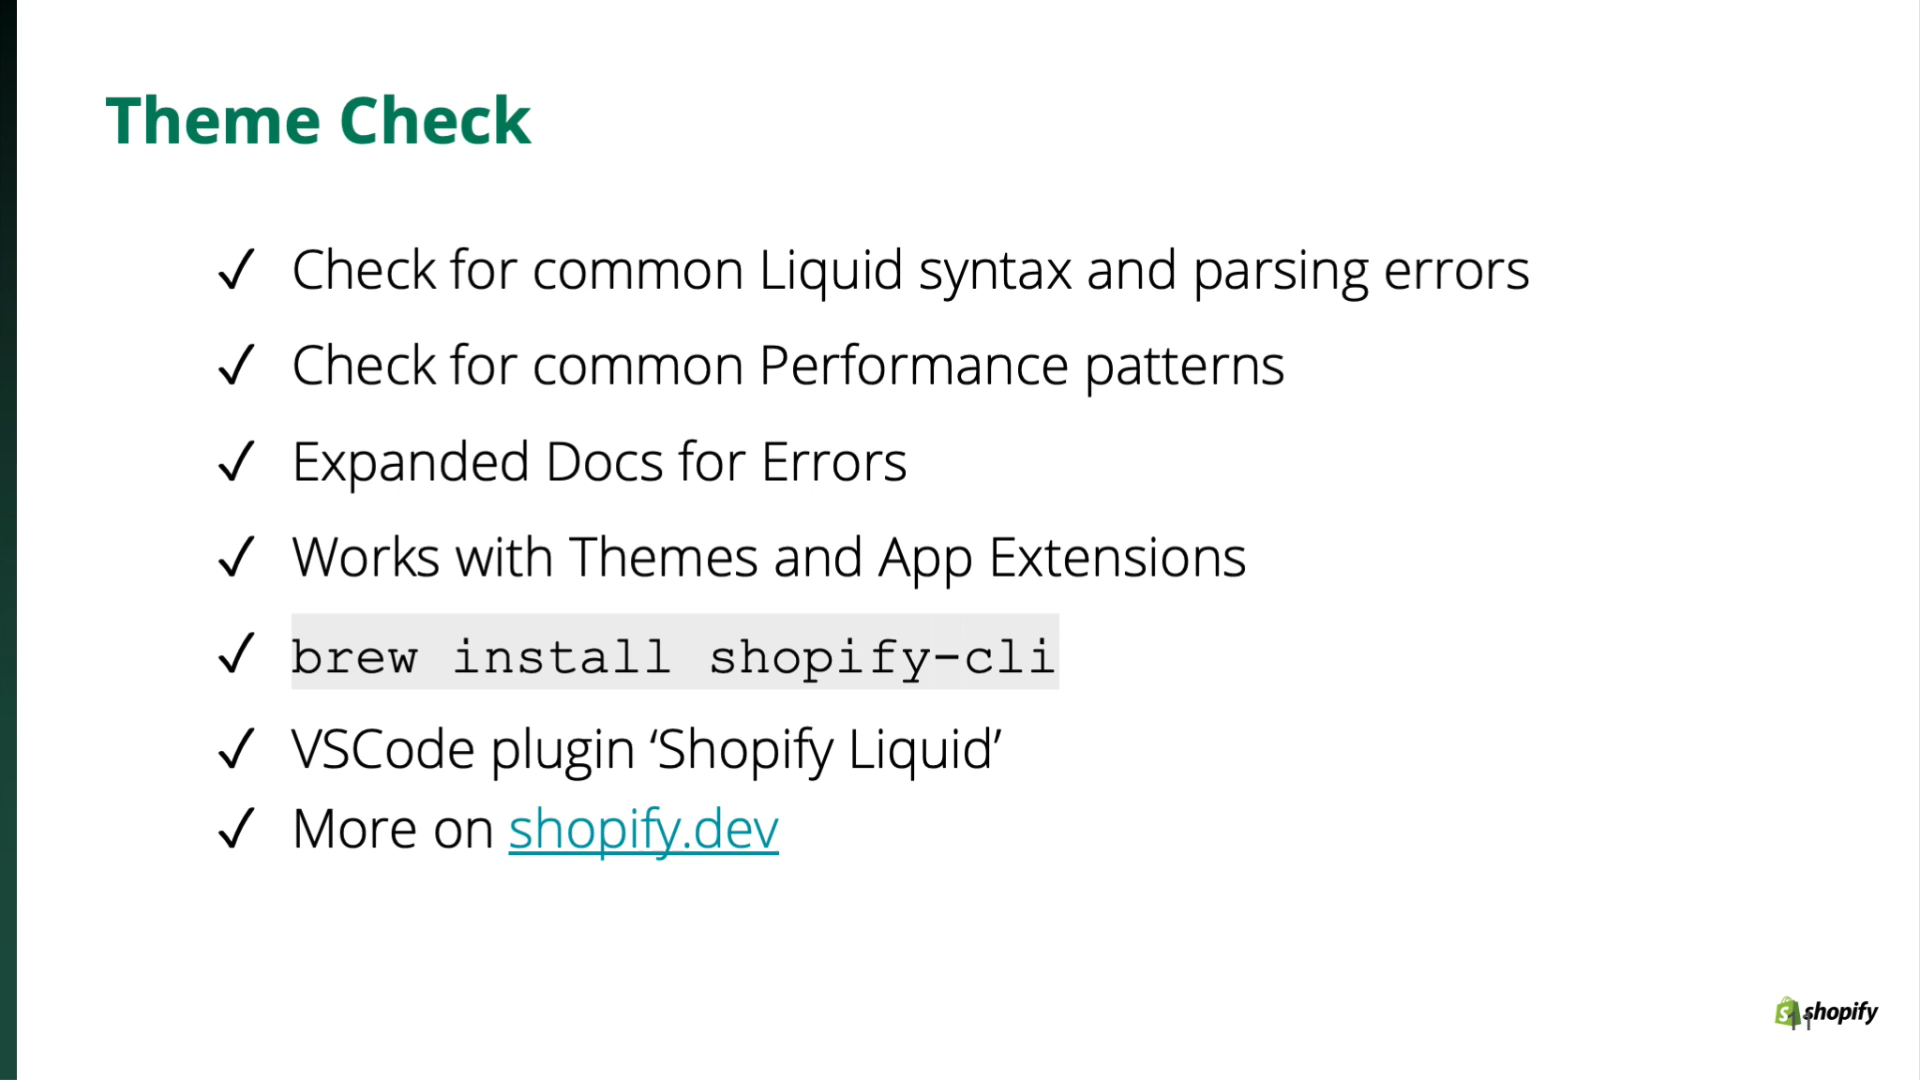 Theme Check
✓ Check for common Liquid syntax and parsing errors
✓ Check for common Performance patterns
✓ Expanded Docs for Errors
✓ Works with Themes and App Extensions
✓ brew install shopify-cli
✓ VSCode plugin ‘Shopify Liquid’
✓ More on shopify.dev
shopify
11